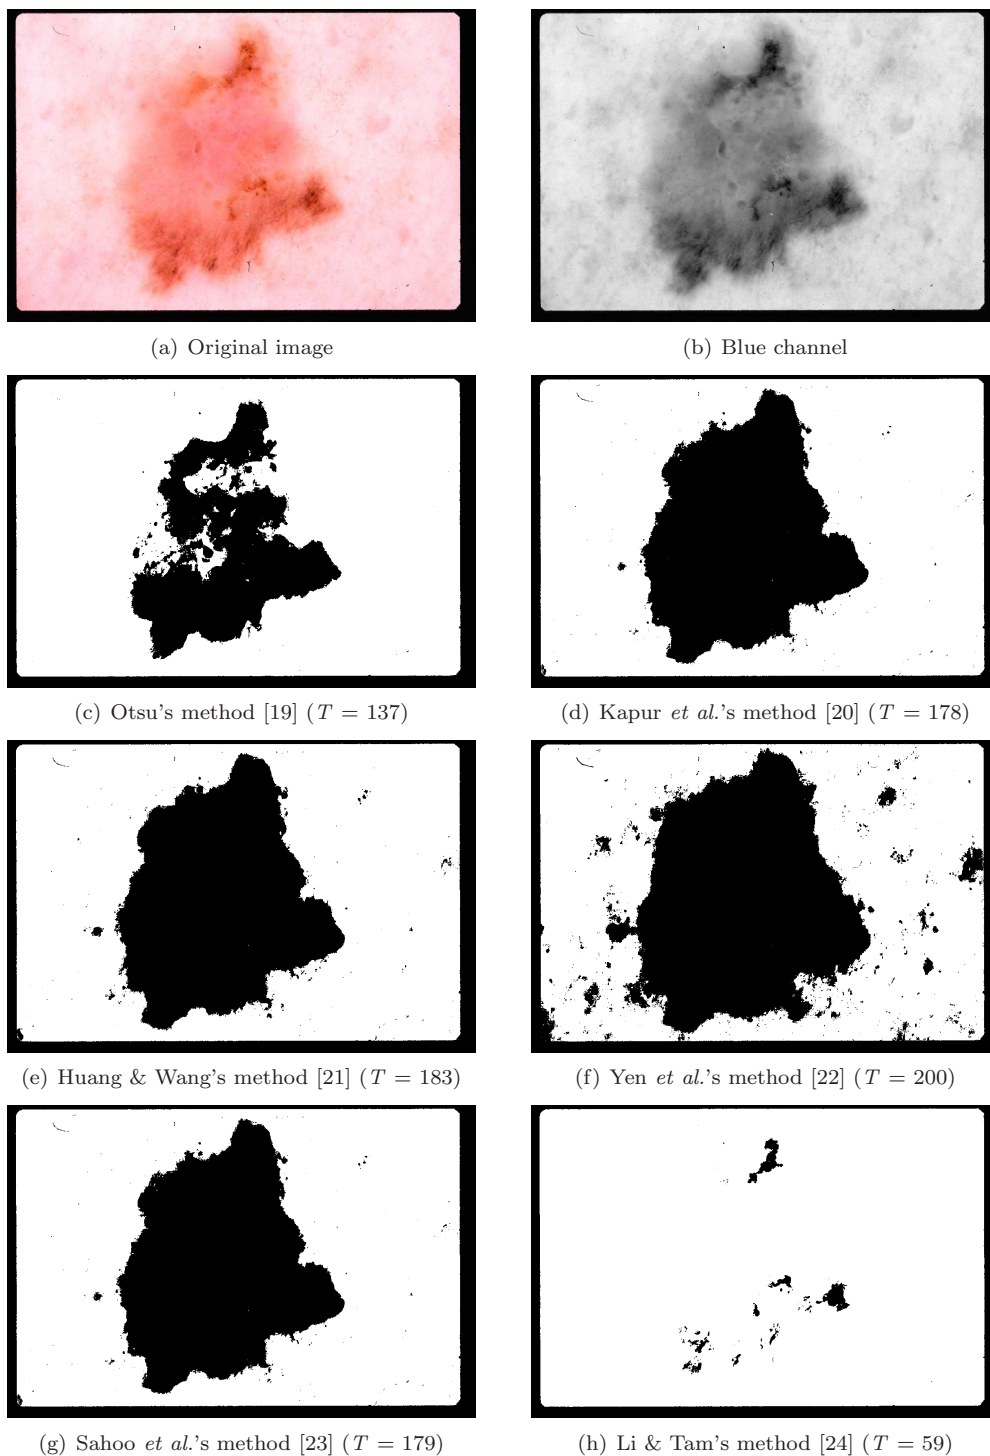 (a) Original image
(b) Blue channel
(c) Otsu's method [19] (T = 137)
(d) Kapur et al.'s method [20] (T = 178)
(e) Huang & Wang's method [21] (T = 183)
(f) Yen et al.'s method [22] (T = 200)
(g) Sahoo et al.'s method [23] (T = 179)
(h) Li & Tam's method [24] (T = 59)